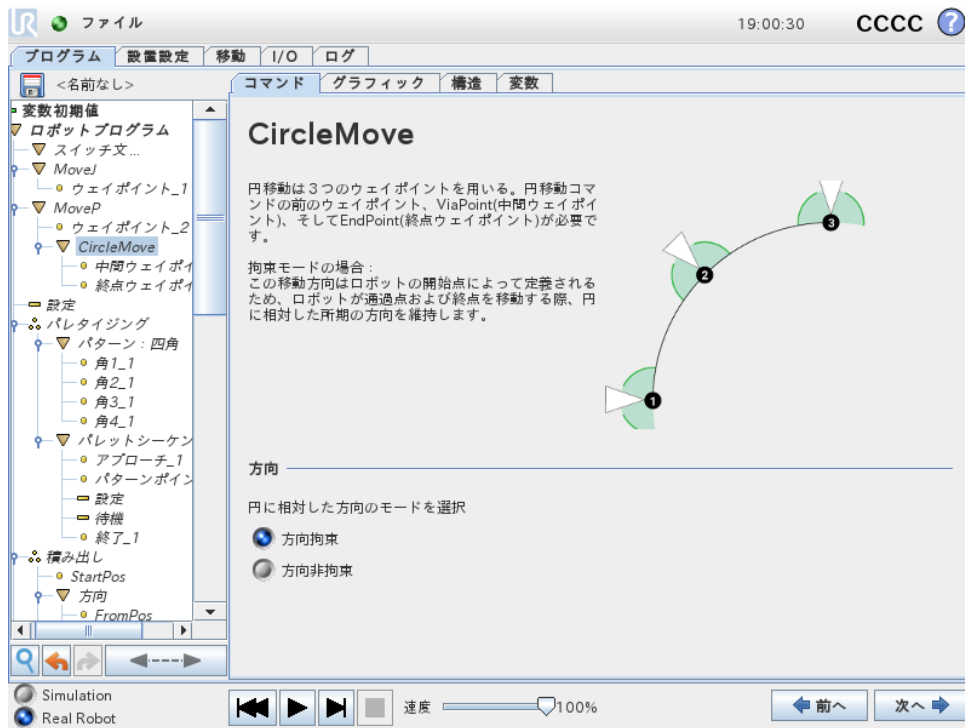 UR ファイル 19:00:30 CCCC ?
プログラム 設置設定 移動 I/O ログ
<名前なし>
コマンド グラフィック 構造 変数
変数初期値
ロボットプログラム
スイッチ文...
MoveJ
ウェイポイント_1
MoveP
ウェイポイント_2
CircleMove
中間ウェイポイ
終点ウェイポイ
設定
パレタイジング
パターン : 四角
角1_1
角2_1
角3_1
角4_1
パレットシーケン
アプローチ_1
パターンポイン
設定
待機
終了_1
積み出し
StartPos
方向
FromPos
CircleMove
円移動は３つのウェイポイントを用いる。円移動コマ
ンドの前のウェイポイント、ViaPoint(中間ウェイポイ
ント)、そしてEndPoint(終点ウェイポイント)が必要で
す。
拘束モードの場合 :
この移動方向はロボットの開始点によって定義される
ため、ロボットが通過点および終点を移動する際、円
に相対した所期の方向を維持します。
3
2
1
方向
円に相対した方向のモードを選択
方向拘束
方向非拘束
Simulation
Real Robot
速度 100%
前へ 次へ